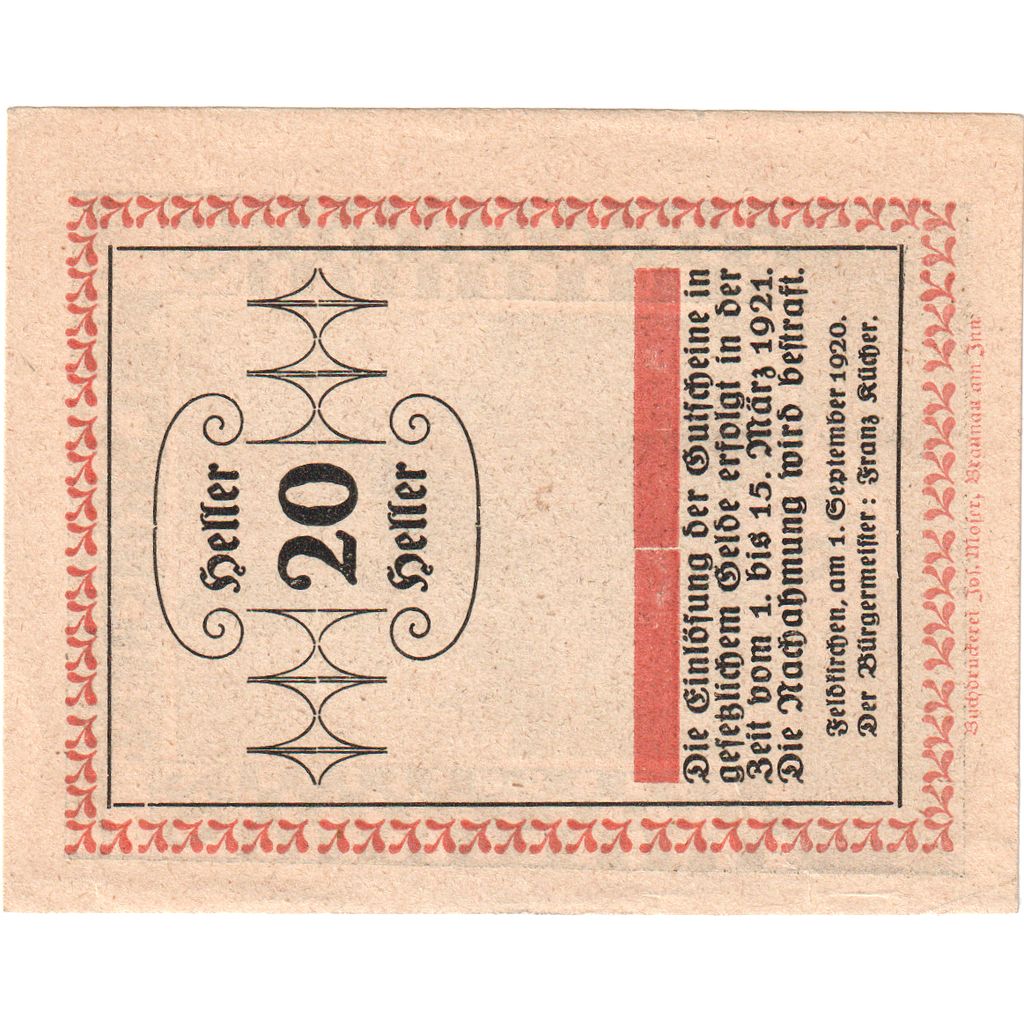 Heller
20
Heller
Die Einlösung der Gutscheine in
gesetzlichem Gelde erfolgt in der
Zeit vom 1. bis 15. März 1921.
Die Nachahmung wird bestraft.
Feldkirchen, am 1. September 1920.
Der Bürgermeister: Franz Kücher.
Buchdruckerei Jos. Moser, Braunau am Inn